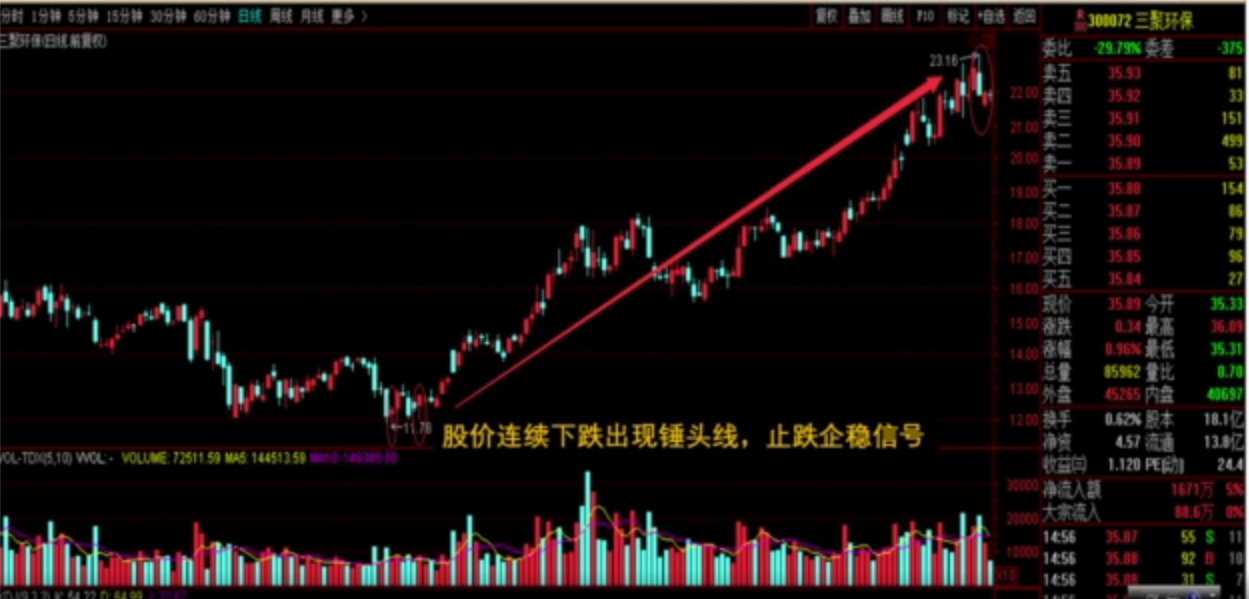 分时 1分钟 5分钟 15分钟 30分钟 60分钟 日线 周线 月线 更多 〉
复权 叠加 画线 F10 标记 +自选 返回
R 300072 三聚环保
三聚环保(日线.前复权)
委比 -29.79% 委差 -375
卖五 35.93 81
卖四 35.92 33
卖三 35.91 151
卖二 35.90 499
卖一 35.89 53
买一 35.88 154
买二 35.87 86
买三 35.86 79
买四 35.85 96
买五 35.84 27
现价 35.89 今开 35.33
涨跌 0.34 最高 36.09
涨幅 0.96% 最低 35.31
总量 85962 量比 0.70
外盘 45265 内盘 40697
换手 0.62% 股本 18.1亿
净资 4.57 流通 13.8亿
收益㈢ 1.120 PE(动) 24.4
净流入额 1671万 5%
大宗流入 88.6万 0%
14:56 35.87 55 S 11
14:56 35.88 92 B 10
14:56 35.88 31 S 7
23.16
22.00
21.00
20.00
19.00
18.00
17.00
16.00
15.00
14.00
13.00
12.00
11.78
股价连续下跌出现锤头线，止跌企稳信号
VOL-TDX(5,10) VVOL: - VOLUME: 72511.59 MA5: 144513.59
30000
20000
10000
X10